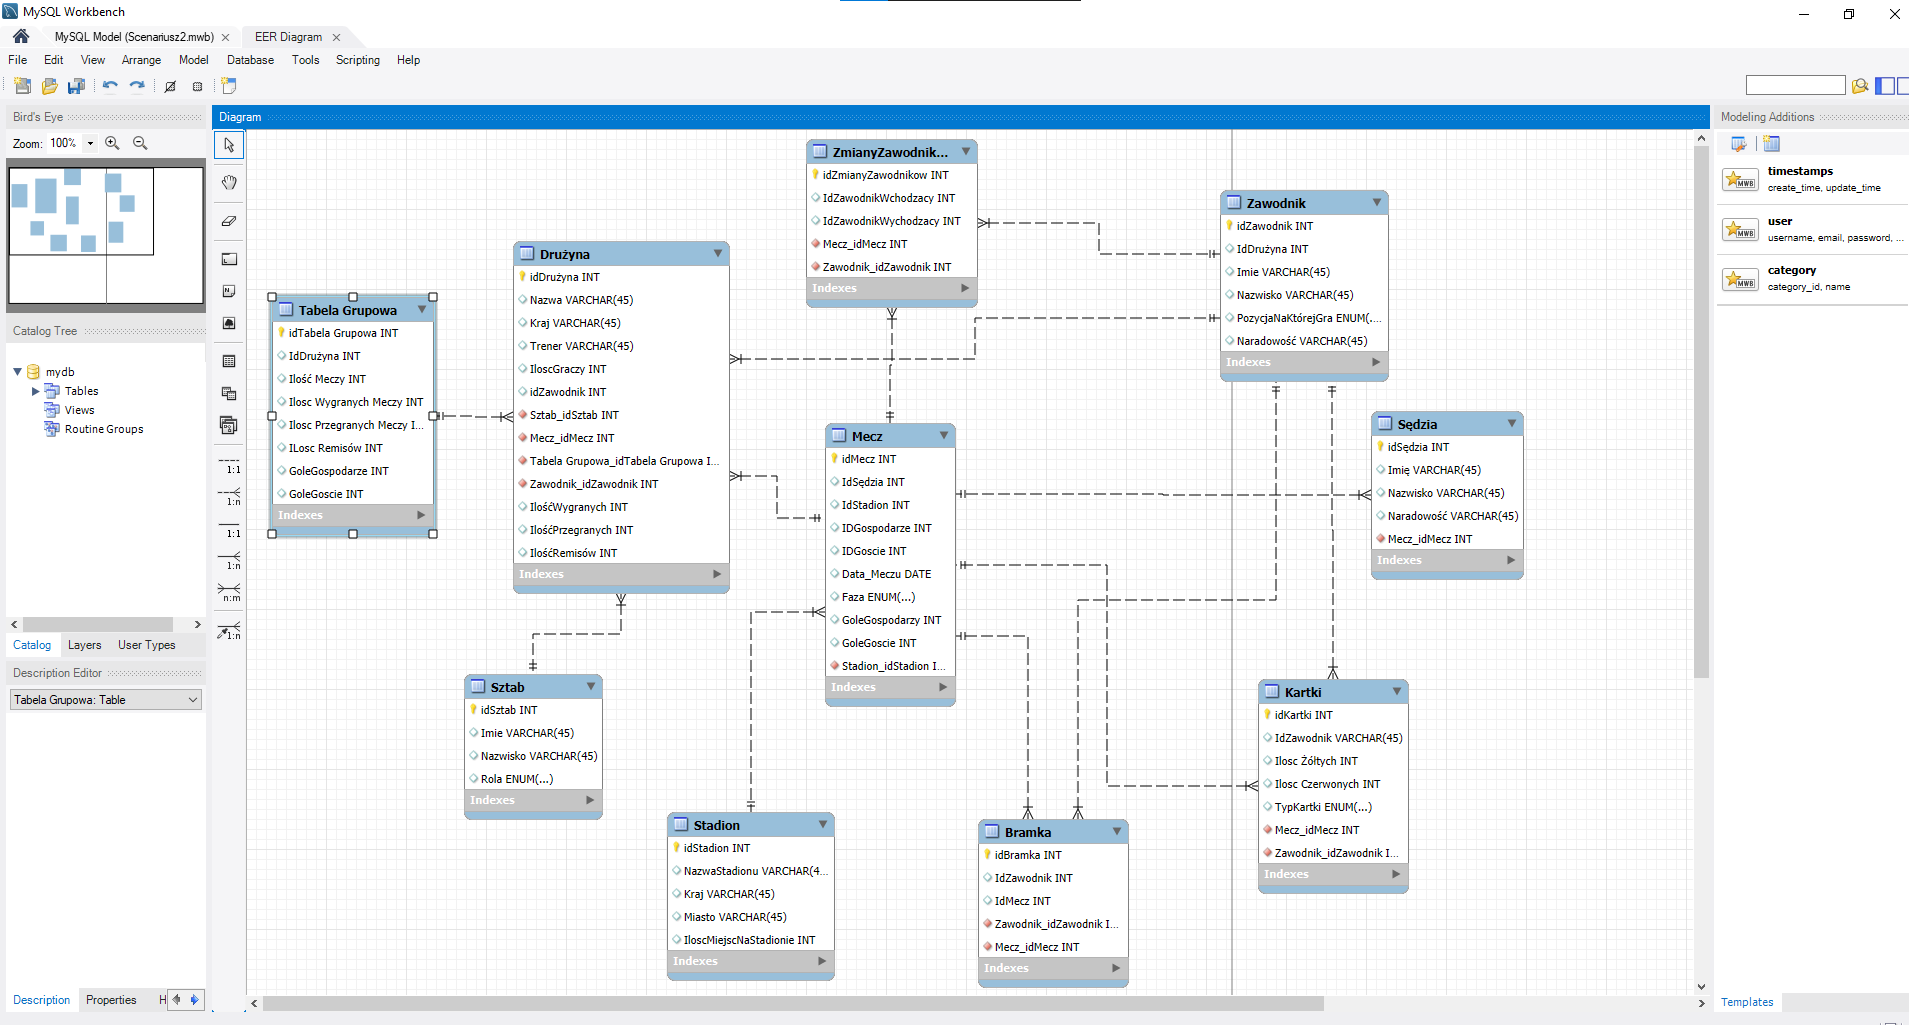 MySQL Workbench
MySQL Model (Scenariusz2.mwb)
EER Diagram
File Edit View Arrange Model Database Tools Scripting Help
Bird's Eye
Zoom: 100%
Catalog Tree
mydb
Tables
Views
Routine Groups
Catalog Layers User Types
Description Editor
Tabela Grupowa: Table
Description Properties H
Diagram
1:1
1:n
1:1
1:n
n:m
1:n
Tabela Grupowa
idTabela Grupowa INT
IdDrużyna INT
Ilość Meczy INT
Ilosc Wygranych Meczy INT
Ilosc Przegranych Meczy I...
ILosc Remisów INT
GoleGospodarze INT
GoleGoscie INT
Indexes
Drużyna
idDrużyna INT
Nazwa VARCHAR(45)
Kraj VARCHAR(45)
Trener VARCHAR(45)
IloscGraczy INT
idZawodnik INT
Sztab_idSztab INT
Mecz_idMecz INT
Tabela Grupowa_idTabela Grupowa I...
Zawodnik_idZawodnik INT
IlośćWygranych INT
IlośćPrzegranych INT
IlośćRemisów INT
Indexes
Sztab
idSztab INT
Imie VARCHAR(45)
Nazwisko VARCHAR(45)
Rola ENUM(...)
Indexes
Stadion
idStadion INT
NazwaStadionu VARCHAR(4...
Kraj VARCHAR(45)
Miasto VARCHAR(45)
IloscMiejscNaStadionie INT
Indexes
ZmianyZawodnik...
idZmianyZawodnikow INT
IdZawodnikWchodzacy INT
IdZawodnikWychodzacy INT
Mecz_idMecz INT
Zawodnik_idZawodnik INT
Indexes
Mecz
idMecz INT
IdSędzia INT
IdStadion INT
IDGospodarze INT
IDGoscie INT
Data_Meczu DATE
Faza ENUM(...)
GoleGospodarzy INT
GoleGoscie INT
Stadion_idStadion I...
Indexes
Bramka
idBramka INT
IdZawodnik INT
IdMecz INT
Zawodnik_idZawodnik I...
Mecz_idMecz INT
Indexes
Zawodnik
idZawodnik INT
IdDrużyna INT
Imie VARCHAR(45)
Nazwisko VARCHAR(45)
PozycjaNaKtórejGra ENUM(...
Naradowość VARCHAR(45)
Indexes
Sędzia
idSędzia INT
Imię VARCHAR(45)
Nazwisko VARCHAR(45)
Naradowość VARCHAR(45)
Mecz_idMecz INT
Indexes
Kartki
idKartki INT
IdZawodnik VARCHAR(45)
Ilosc Żółtych INT
Ilosc Czerwonych INT
TypKartki ENUM(...)
Mecz_idMecz INT
Zawodnik_idZawodnik I...
Indexes
Modeling Additions
MWB
timestamps
create_time, update_time
MWB
user
username, email, password, ...
MWB
category
category_id, name
Templates